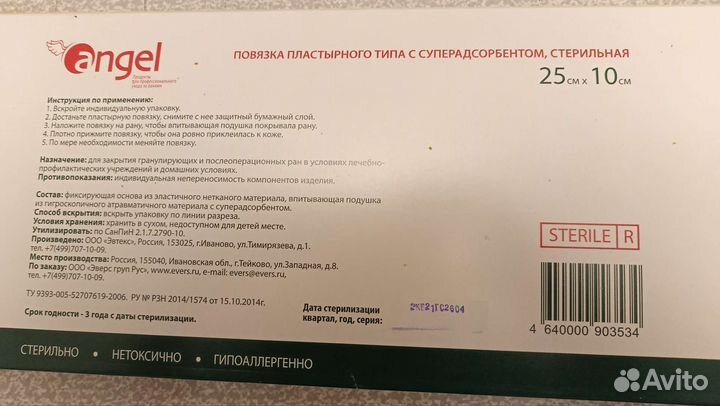 angel
Продукты
для профессионального
ухода за ранами
ПОВЯЗКА ПЛАСТЫРНОГО ТИПА С СУПЕРАДСОРБЕНТОМ, СТЕРИЛЬНАЯ
25 см х 10 см
Инструкция по применению:
1. Вскройте индивидуальную упаковку.
2. Достаньте пластырную повязку, снимите с нее защитный бумажный слой.
3. Наложите повязку на рану, чтобы впитывающая подушка покрывала рану.
4. Плотно прижмите повязку, чтобы она ровно приклеилась к коже.
5. По мере необходимости меняйте повязку.
Назначение: для закрытия гранулирующих и послеоперационных ран в условиях лечебно-
профилактических учреждений и домашних условиях.
Противопоказания: индивидуальная непереносимость компонентов изделия.
Состав: фиксирующая основа из эластичного нетканого материала, впитывающая подушка
из гигроскопичного атравматичного материала с суперадсорбентом.
Способ вскрытия: вскрыть упаковку по линии разреза.
Условия хранения: хранить в сухом, недоступном для детей месте.
Утилизировать: по СанПиН 2.1.7.2790-10.
Произведено: ООО «Эвтекс», Россия, 153025, г.Иваново, ул.Тимирязева, д.1.
тел. +7(499)707-10-09.
Место производства: Россия, 155040, Ивановская обл., г.Тейково, ул.Западная, д.8.
По заказу: ООО «Эверс груп Рус», www.evers.ru, e-mail: evers@evers.ru,
тел. +7(499)707-10-09.
ТУ 9393-005-52707619-2006. РУ № РЗН 2014/1574 от 15.10.2014г.
Срок годности - 3 года с даты стерилизации.
Дата стерилизации
квартал, год, серия:
STERILE R
4 640000 903534
СТЕРИЛЬНО • НЕТОКСИЧНО • ГИПОАЛЛЕРГЕННО
Avito